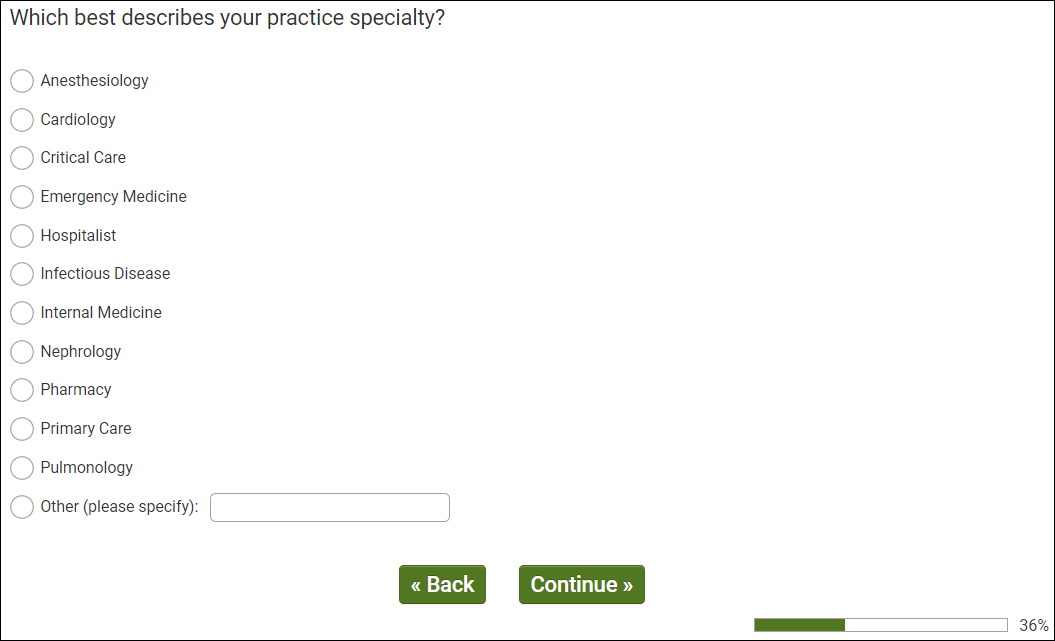 Which best describes your practice specialty?
Anesthesiology
Cardiology
Critical Care
Emergency Medicine
Hospitalist
Infectious Disease
Internal Medicine
Nephrology
Pharmacy
Primary Care
Pulmonology
Other (please specify):
« Back
Continue »
36%